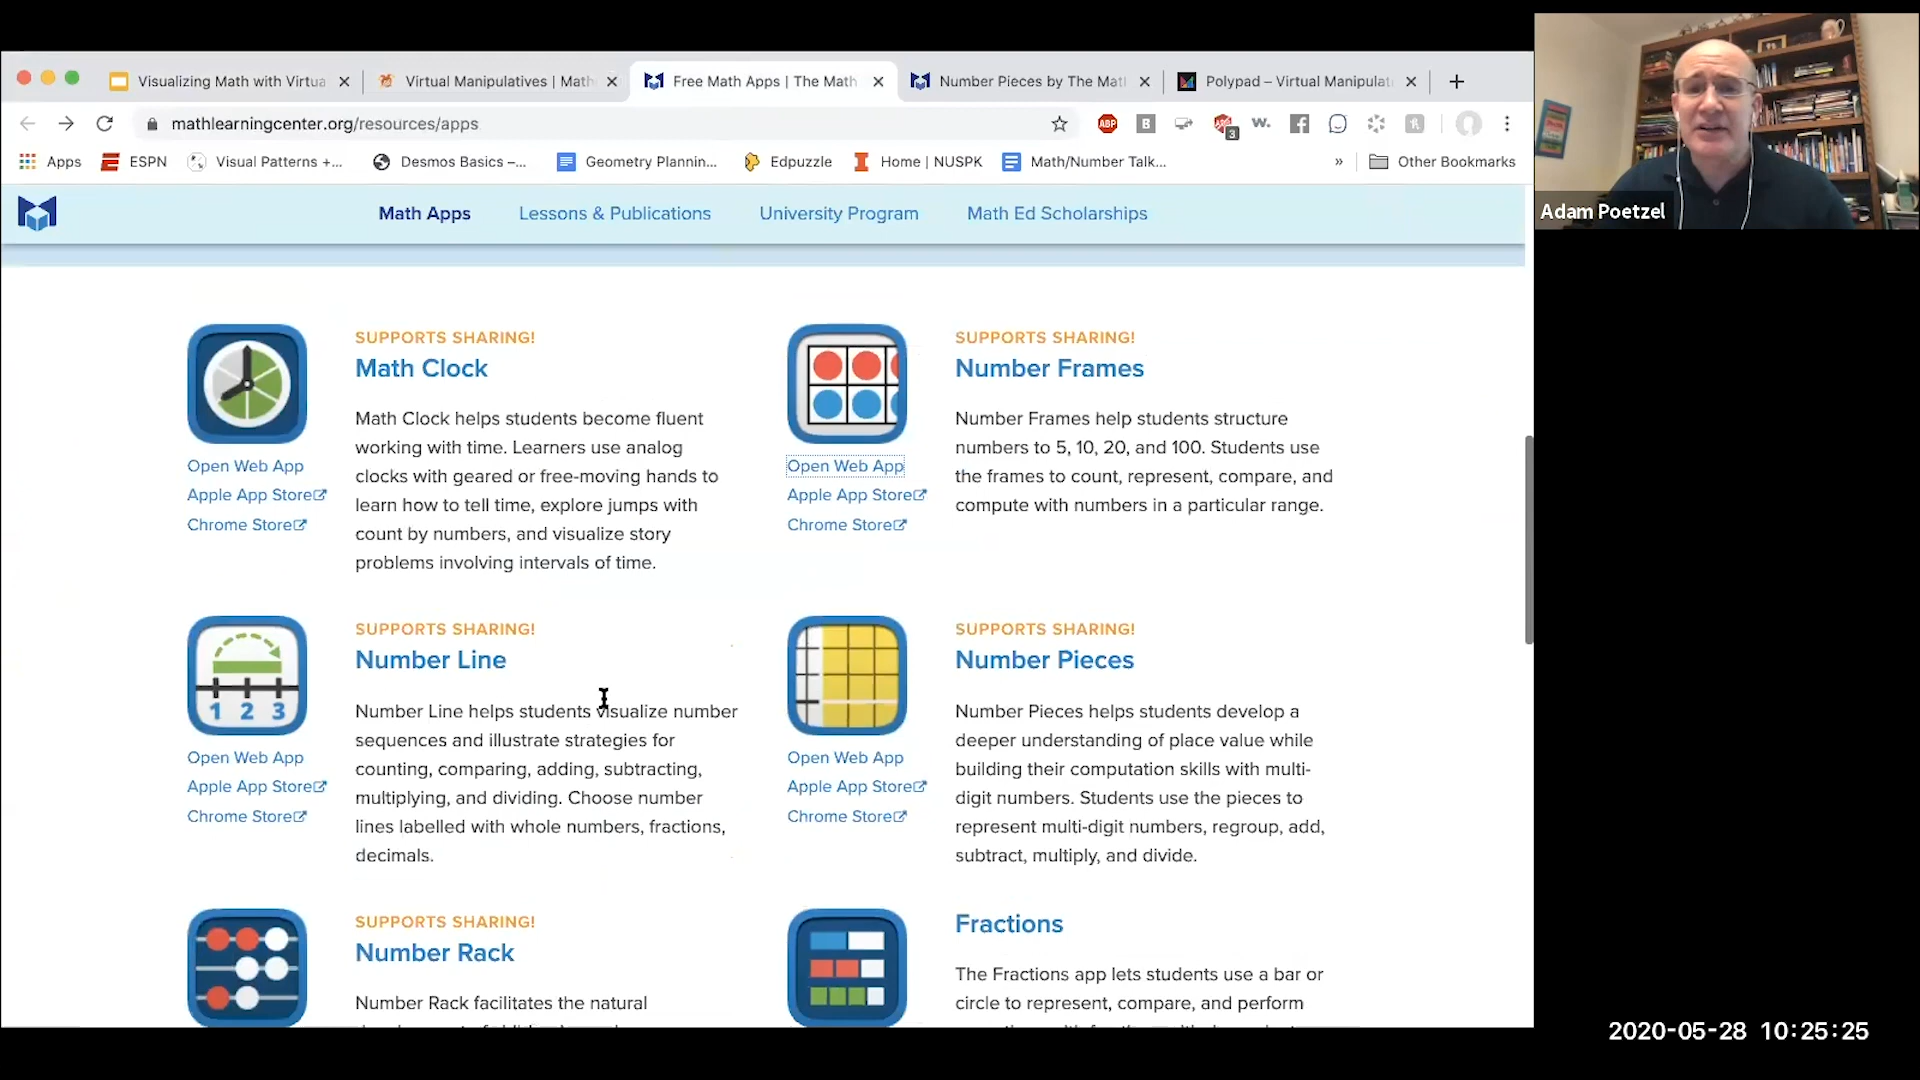 Visualizing Math with Virtua
Virtual Manipulatives | Math
Free Math Apps | The Math
Number Pieces by The Mat
Polypad – Virtual Manipulat
mathlearningcenter.org/resources/apps
ABP
B
3
w.
Apps
ESPN
Visual Patterns +...
Desmos Basics –...
Geometry Plannin...
Edpuzzle
Home | NUSPK
Math/Number Talk...
»
Other Bookmarks
Math Apps
Lessons & Publications
University Program
Math Ed Scholarships
Adam Poetzel
SUPPORTS SHARING!
Math Clock
Math Clock helps students become fluent
working with time. Learners use analog
clocks with geared or free-moving hands to
learn how to tell time, explore jumps with
count by numbers, and visualize story
problems involving intervals of time.
Open Web App
Apple App Store
Chrome Store
SUPPORTS SHARING!
Number Frames
Number Frames help students structure
numbers to 5, 10, 20, and 100. Students use
the frames to count, represent, compare, and
compute with numbers in a particular range.
Open Web App
Apple App Store
Chrome Store
SUPPORTS SHARING!
Number Line
Number Line helps students visualize number
sequences and illustrate strategies for
counting, comparing, adding, subtracting,
multiplying, and dividing. Choose number
lines labelled with whole numbers, fractions,
decimals.
1 2 3
Open Web App
Apple App Store
Chrome Store
SUPPORTS SHARING!
Number Pieces
Number Pieces helps students develop a
deeper understanding of place value while
building their computation skills with multi-
digit numbers. Students use the pieces to
represent multi-digit numbers, regroup, add,
subtract, multiply, and divide.
Open Web App
Apple App Store
Chrome Store
SUPPORTS SHARING!
Number Rack
Number Rack facilitates the natural
Fractions
The Fractions app lets students use a bar or
circle to represent, compare, and perform
2020-05-28 10:25:25